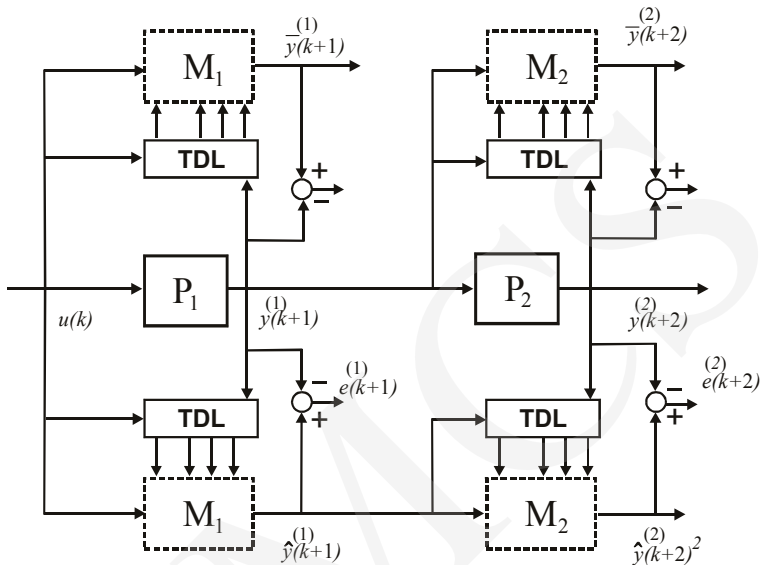 (1)
y̅(k+1)
(2)
y̅(k+2)
M₁
M₂
TDL
TDL
+
−
+
−
P₁
P₂
u(k)
(1)
y(k+1)
(2)
y(k+2)
(1)
e(k+1)
(2)
e(k+2)
−
+
−
+
TDL
TDL
M₁
M₂
(1)
ŷ(k+1)
(2)
ŷ(k+2)²